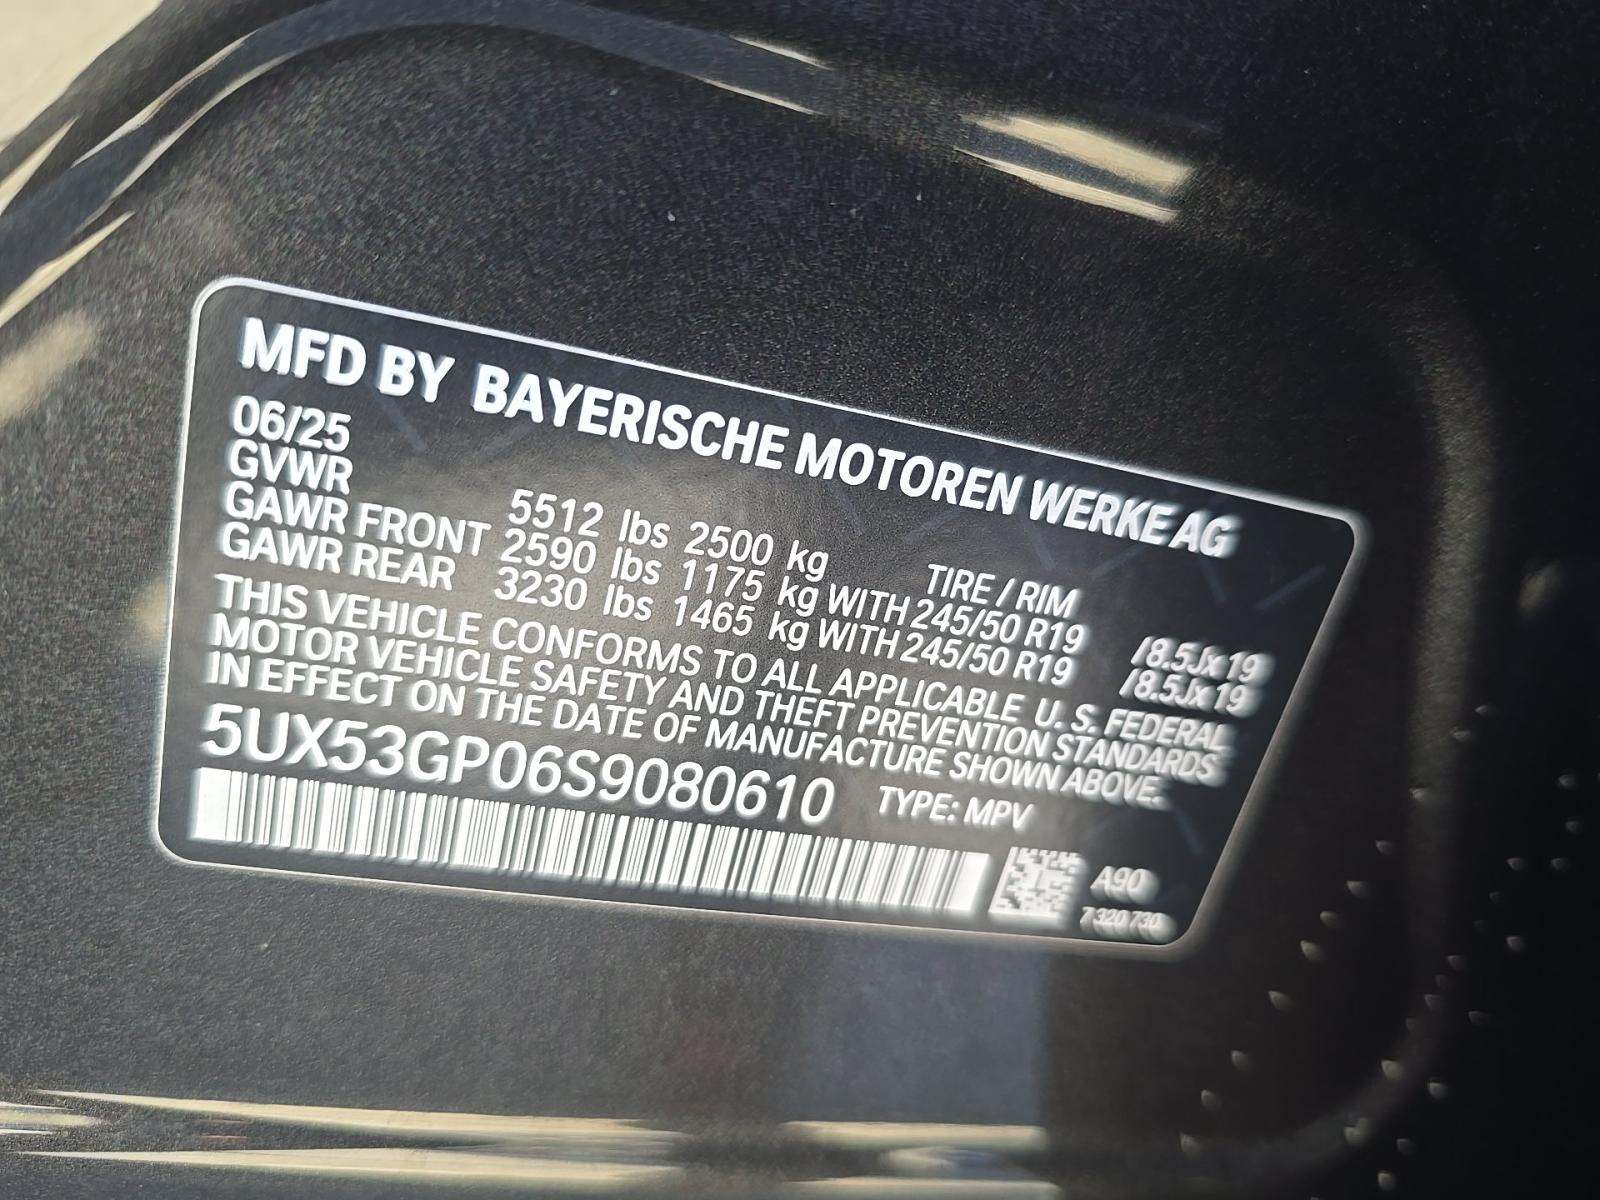 MFD BY BAYERISCHE MOTOREN WERKE AG
06/25
GVWR 5512 lbs 2500 kg TIRE / RIM
GAWR FRONT 2590 lbs 1175 kg WITH 245/50 R19 /8.5Jx19
GAWR REAR 3230 lbs 1465 kg WITH 245/50 R19 /8.5Jx19
THIS VEHICLE CONFORMS TO ALL APPLICABLE U. S. FEDERAL
MOTOR VEHICLE SAFETY AND THEFT PREVENTION STANDARDS
IN EFFECT ON THE DATE OF MANUFACTURE SHOWN ABOVE.
5UX53GP06S9080610 TYPE: MPV
A90
7 320 730